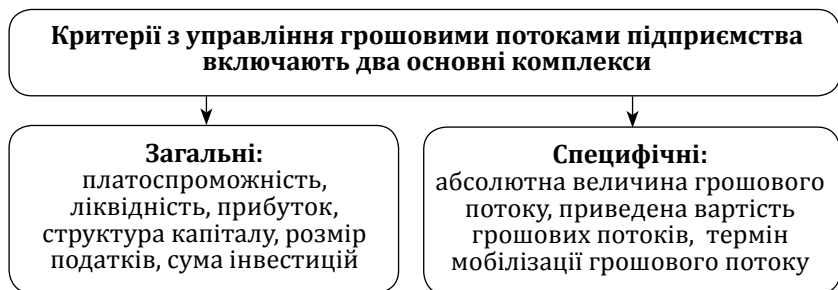 Критерії з управління грошовими потоками підприємства
включають два основні комплекси
Загальні:
платоспроможність,
ліквідність, прибуток,
структура капіталу, розмір
податків, сума інвестицій
Специфічні:
абсолютна величина грошового
потоку, приведена вартість
грошових потоків, термін
мобілізації грошового потоку